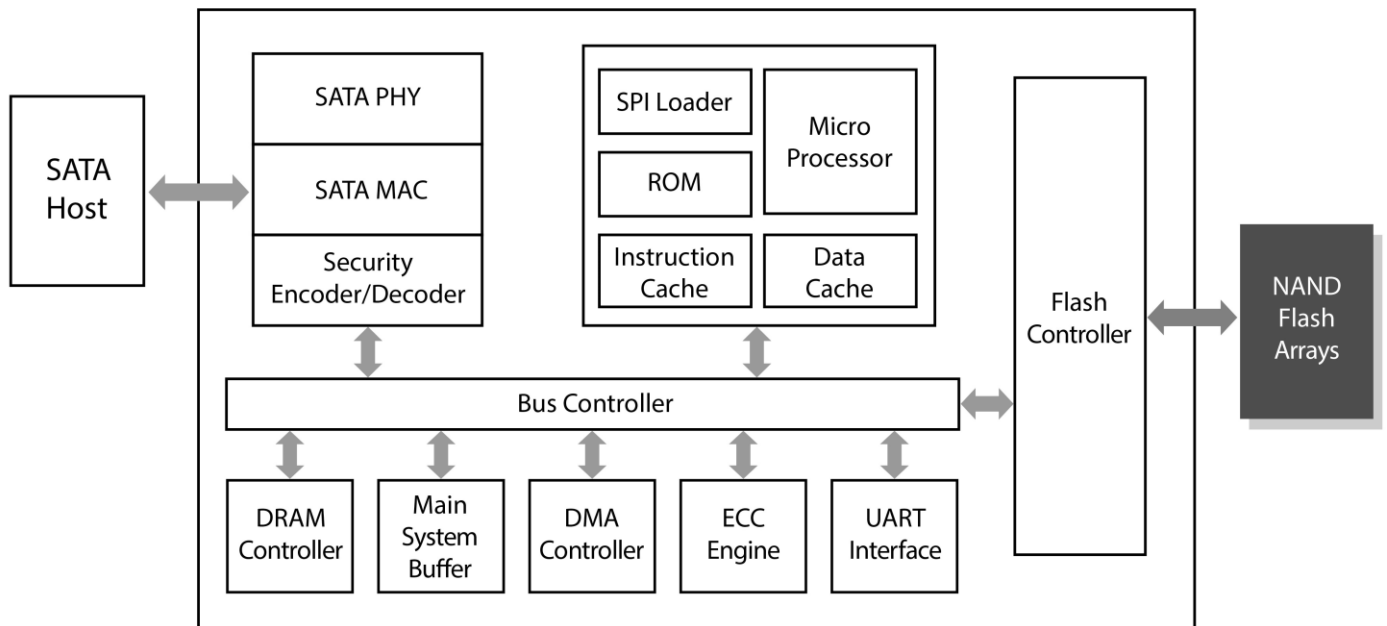 SATA
Host
SATA PHY
SATA MAC
Security
Encoder/Decoder
SPI Loader
ROM
Micro
Processor
Instruction
Cache
Data
Cache
Flash
Controller
NAND
Flash
Arrays
Bus Controller
DRAM
Controller
Main
System
Buffer
DMA
Controller
ECC
Engine
UART
Interface